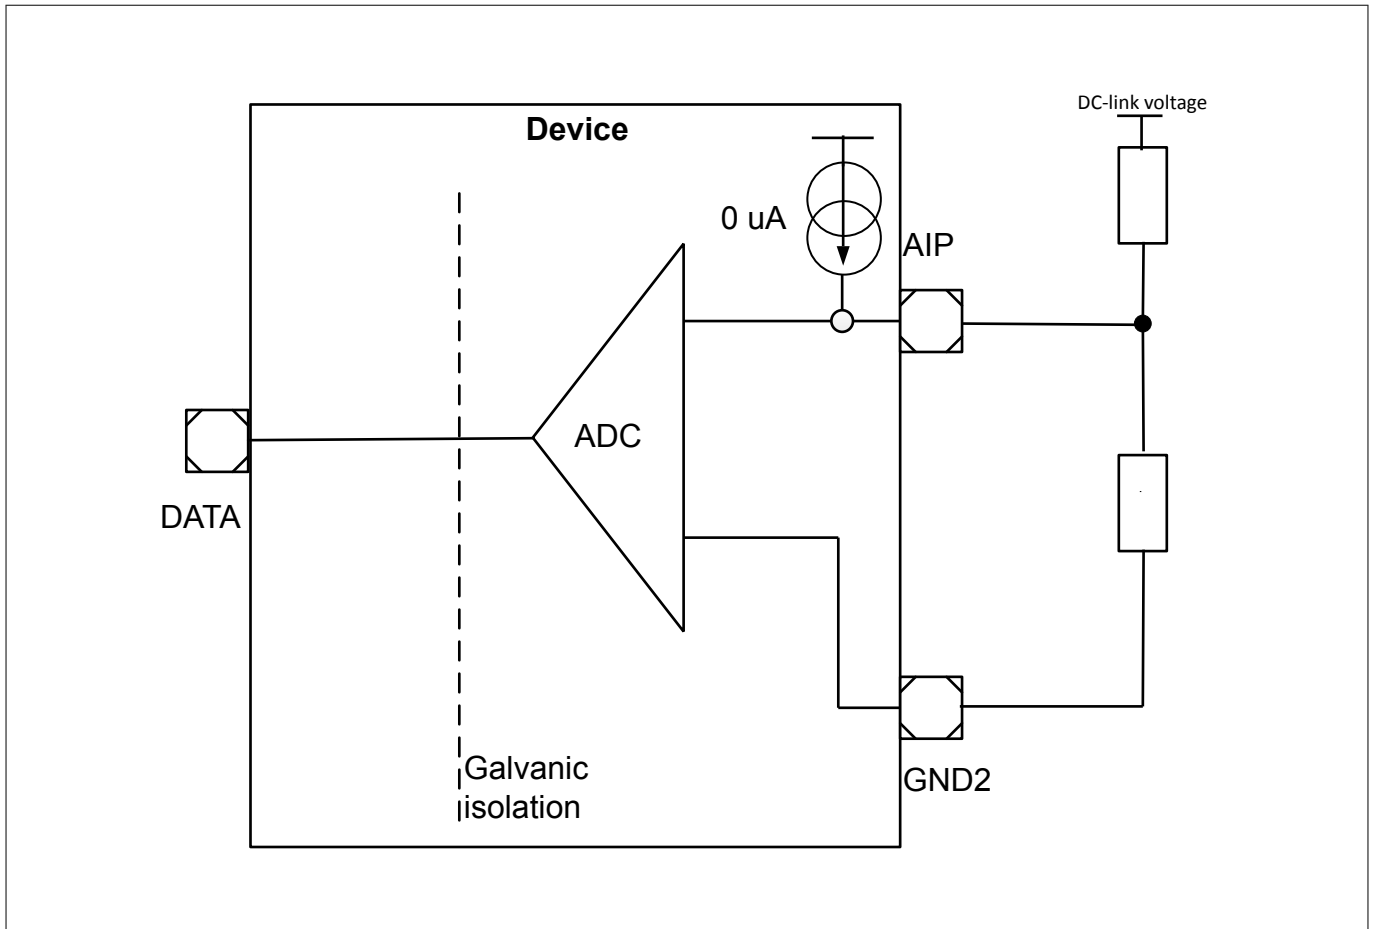 DC-link voltage
Device
0 uA
AIP
ADC
DATA
Galvanic
isolation
GND2